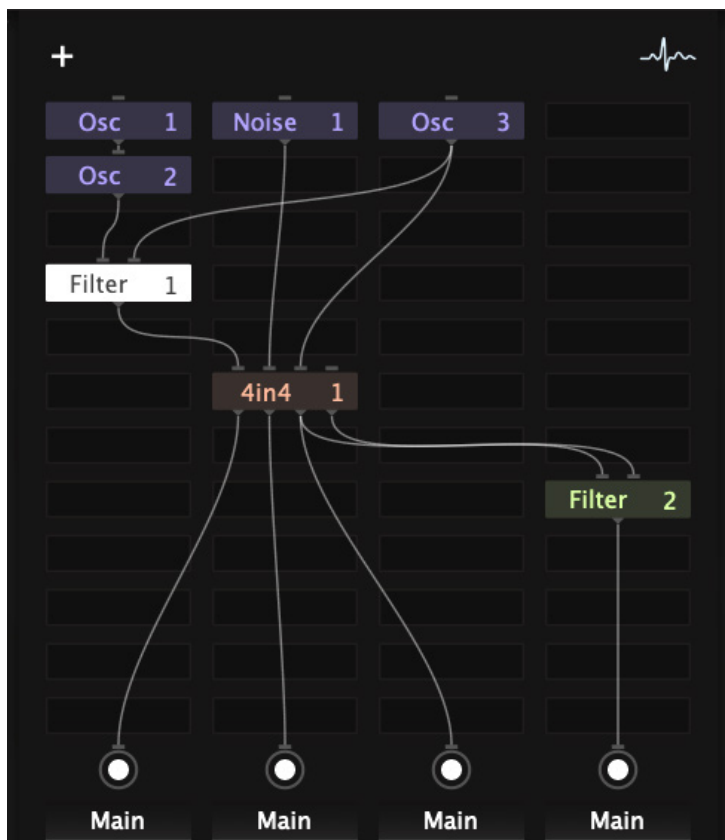 +
Osc 1 Noise 1 Osc 3
Osc 2
Filter 1
4in4 1
Filter 2
Main Main Main Main